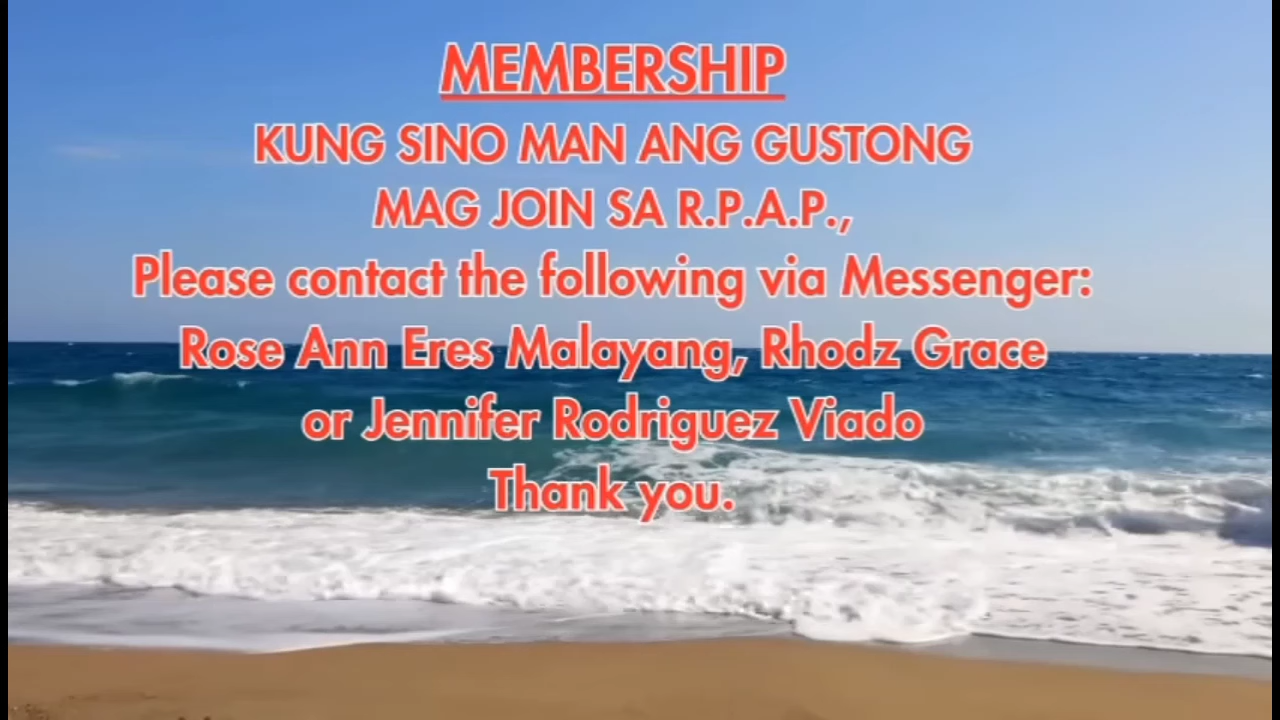 MEMBERSHIP
KUNG SINO MAN ANG GUSTONG
MAG JOIN SA R.P.A.P.,
Please contact the following via Messenger:
Rose Ann Eres Malayang, Rhodz Grace
or Jennifer Rodriguez Viado
Thank you.